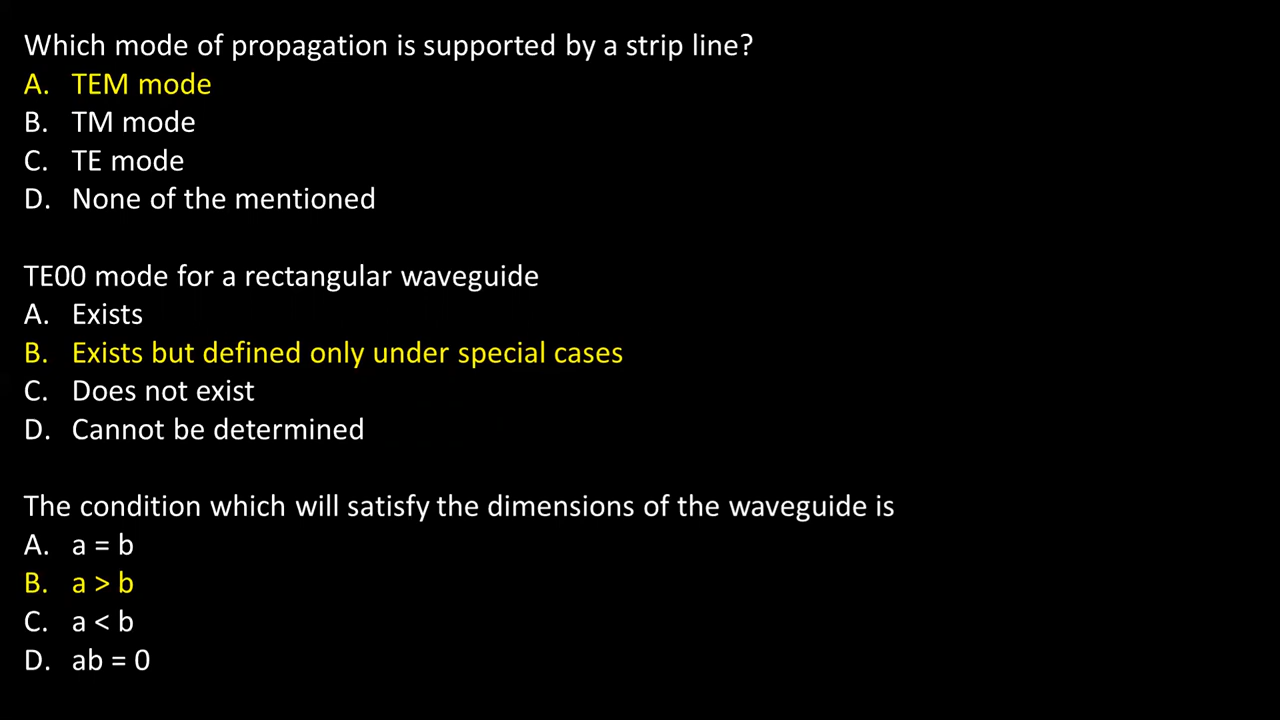 Which mode of propagation is supported by a strip line?
A. TEM mode
B. TM mode
C. TE mode
D. None of the mentioned
TE00 mode for a rectangular waveguide
A. Exists
B. Exists but defined only under special cases
C. Does not exist
D. Cannot be determined
The condition which will satisfy the dimensions of the waveguide is
A. a = b
B. a > b
C. a < b
D. ab = 0